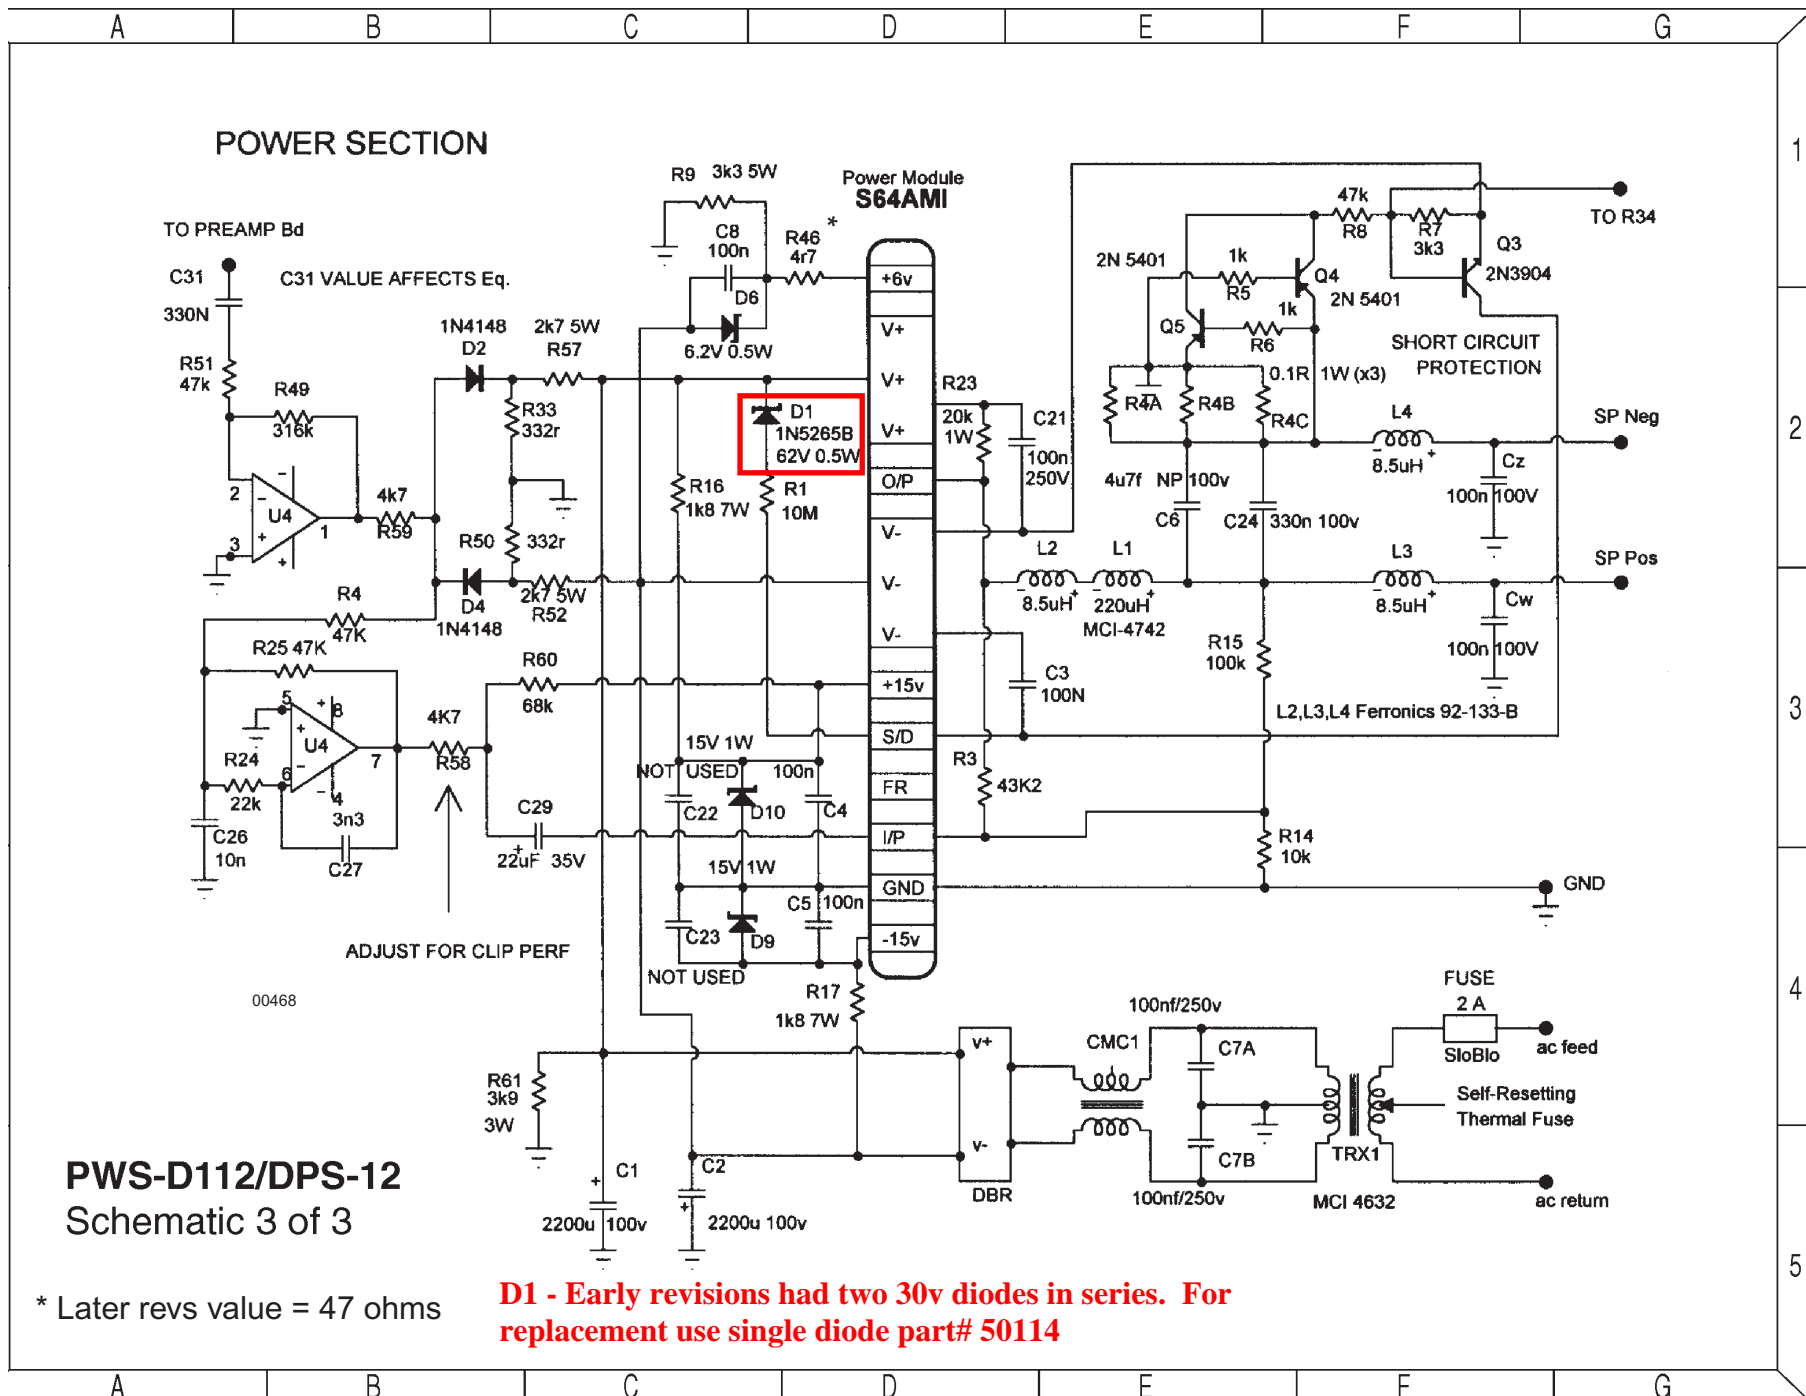 A B C D E F G
1
2
3
4
5
POWER SECTION
TO PREAMP Bd
C31
330N
C31 VALUE AFFECTS Eq.
R51
47k
R49
316k
2
3
1
U4
4k7
R59
1N4148
D2
2k7 5W
R57
R33
332r
R50
332r
D4
1N4148
2k7 5W
R52
R4
47K
R25 47K
5
8
U4
7
6
4
R24
22k
C26
10n
3n3
C27
4K7
R58
ADJUST FOR CLIP PERF
00468
R60
68k
C29
22uF 35V
R9
3k3 5W
C8
100n
D6
6.2V 0.5W
R46
4r7
*
Power Module
S64AMI
+6v
V+
V+
V+
O/P
V-
V-
V-
+15v
S/D
FR
I/P
GND
-15v
D1
1N5265B
62V 0.5W
R16
1k8 7W
R1
10M
15V 1W
NOT USED
100n
C22
D10
C4
15V 1W
C5
100n
C23
D9
NOT USED
R17
1k8 7W
R23
20k
1W
C21
100n
250V
L2
8.5uH
L1
220uH
MCI-4742
C3
100N
R3
43K2
2N 5401
1k
R5
Q4
2N 5401
Q5
1k
R6
47k
R8
R7
3k3
Q3
2N3904
TO R34
SHORT CIRCUIT
PROTECTION
0.1R 1W (x3)
R4A
R4B
R4C
4u7f NP 100v
C6
C24
330n 100v
L4
8.5uH
SP Neg
Cz
100n 100V
L3
8.5uH
SP Pos
Cw
100n 100V
R15
100k
L2,L3,L4 Ferronics 92-133-B
R14
10k
GND
R61
3k9
3W
C1
2200u 100v
C2
2200u 100v
v+
v-
DBR
CMC1
100nf/250v
C7A
C7B
100nf/250v
TRX1
MCI 4632
FUSE
2 A
SloBlo
ac feed
Self-Resetting
Thermal Fuse
ac return
PWS-D112/DPS-12
Schematic 3 of 3
* Later revs value = 47 ohms
D1 - Early revisions had two 30v diodes in series. For
replacement use single diode part# 50114
A B C D E F G